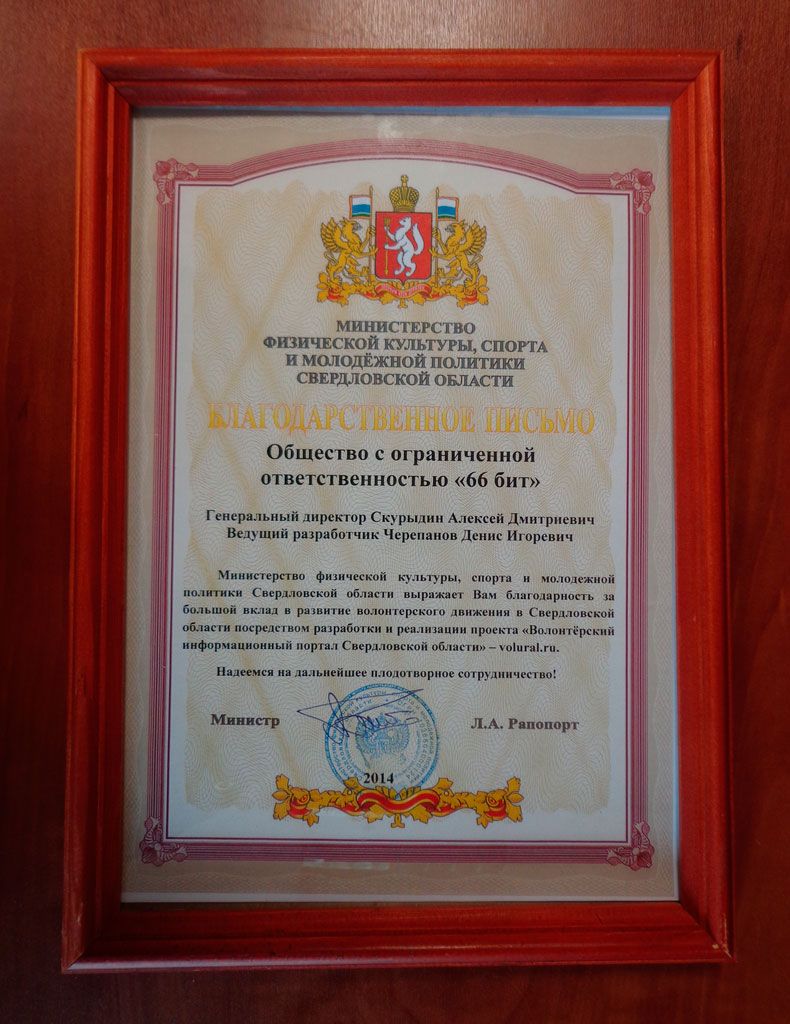 МИНИСТЕРСТВО
ФИЗИЧЕСКОЙ КУЛЬТУРЫ, СПОРТА
И МОЛОДЁЖНОЙ ПОЛИТИКИ
СВЕРДЛОВСКОЙ ОБЛАСТИ
БЛАГОДАРСТВЕННОЕ ПИСЬМО
Общество с ограниченной
ответственностью «66 бит»
Генеральный директор Скурыдин Алексей Дмитриевич
Ведущий разработчик Черепанов Денис Игоревич
Министерство физической культуры, спорта и молодежной
политики Свердловской области выражает Вам благодарность за
большой вклад в развитие волонтерского движения в Свердловской
области посредством разработки и реализации проекта «Волонтёрский
информационный портал Свердловской области» – volural.ru.
Надеемся на дальнейшее плодотворное сотрудничество!
Министр
Л.А. Рапопорт
2014